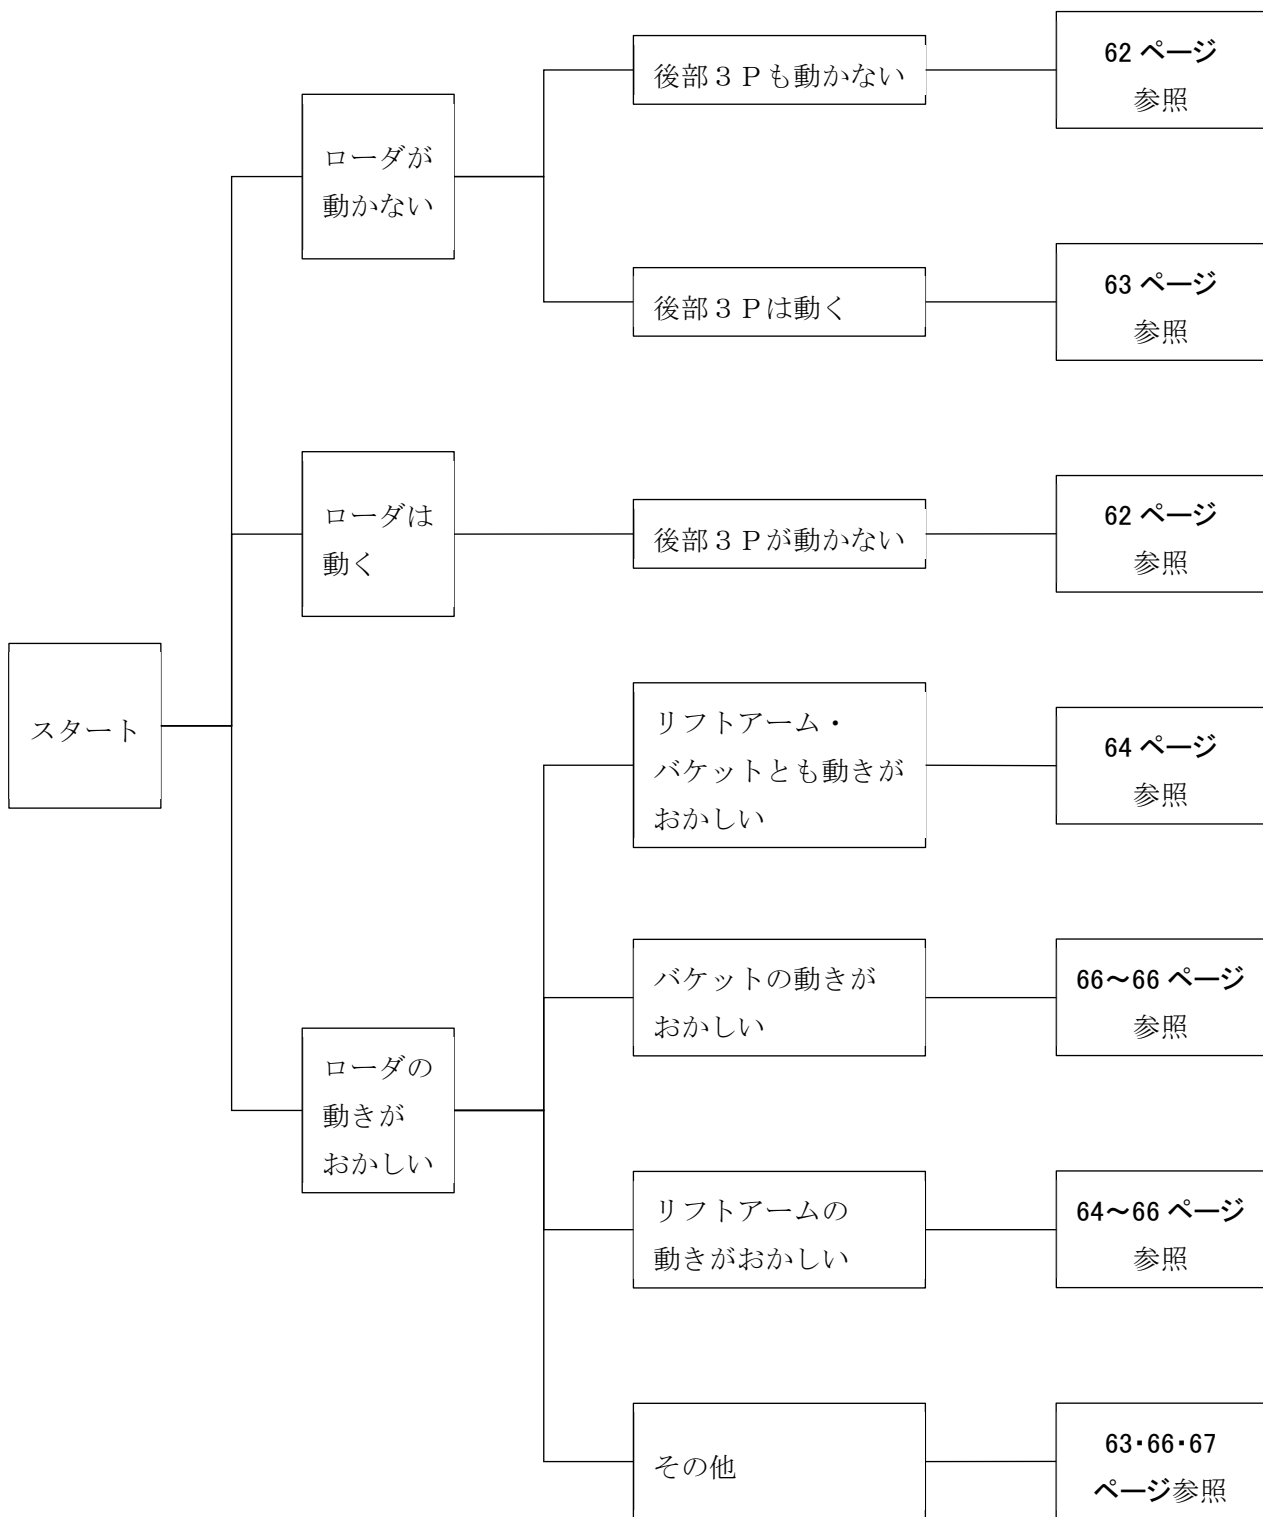 スタート
ローダが
動かない
後部３Ｐも動かない
62 ページ
参照
後部３Ｐは動く
63 ページ
参照
ローダは
動く
後部３Ｐが動かない
62 ページ
参照
ローダの
動きが
おかしい
リフトアーム・
バケットとも動きが
おかしい
64 ページ
参照
バケットの動きが
おかしい
66～66 ページ
参照
リフトアームの
動きがおかしい
64～66 ページ
参照
その他
63・66・67
ページ参照